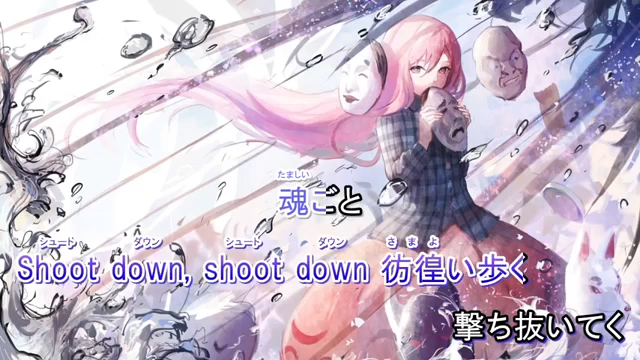 たましい
魂ごと
シュート ダウン シュート ダウン さまよ
Shoot down, shoot down 彷徨い歩く
撃ち抜いてく